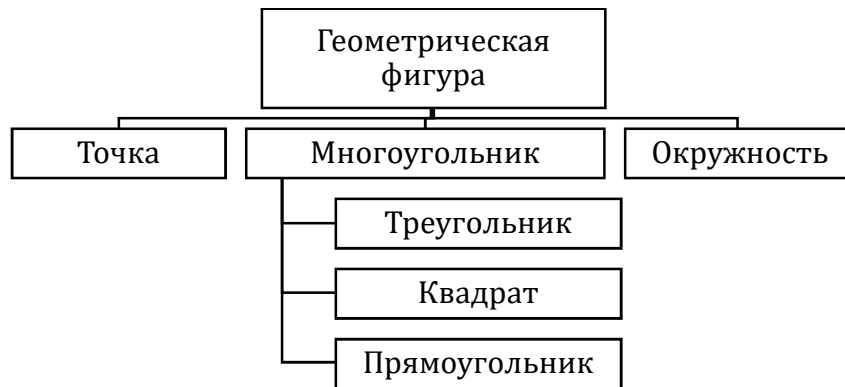 Геометрическая
фигура
Точка
Многоугольник
Окружность
Треугольник
Квадрат
Прямоугольник